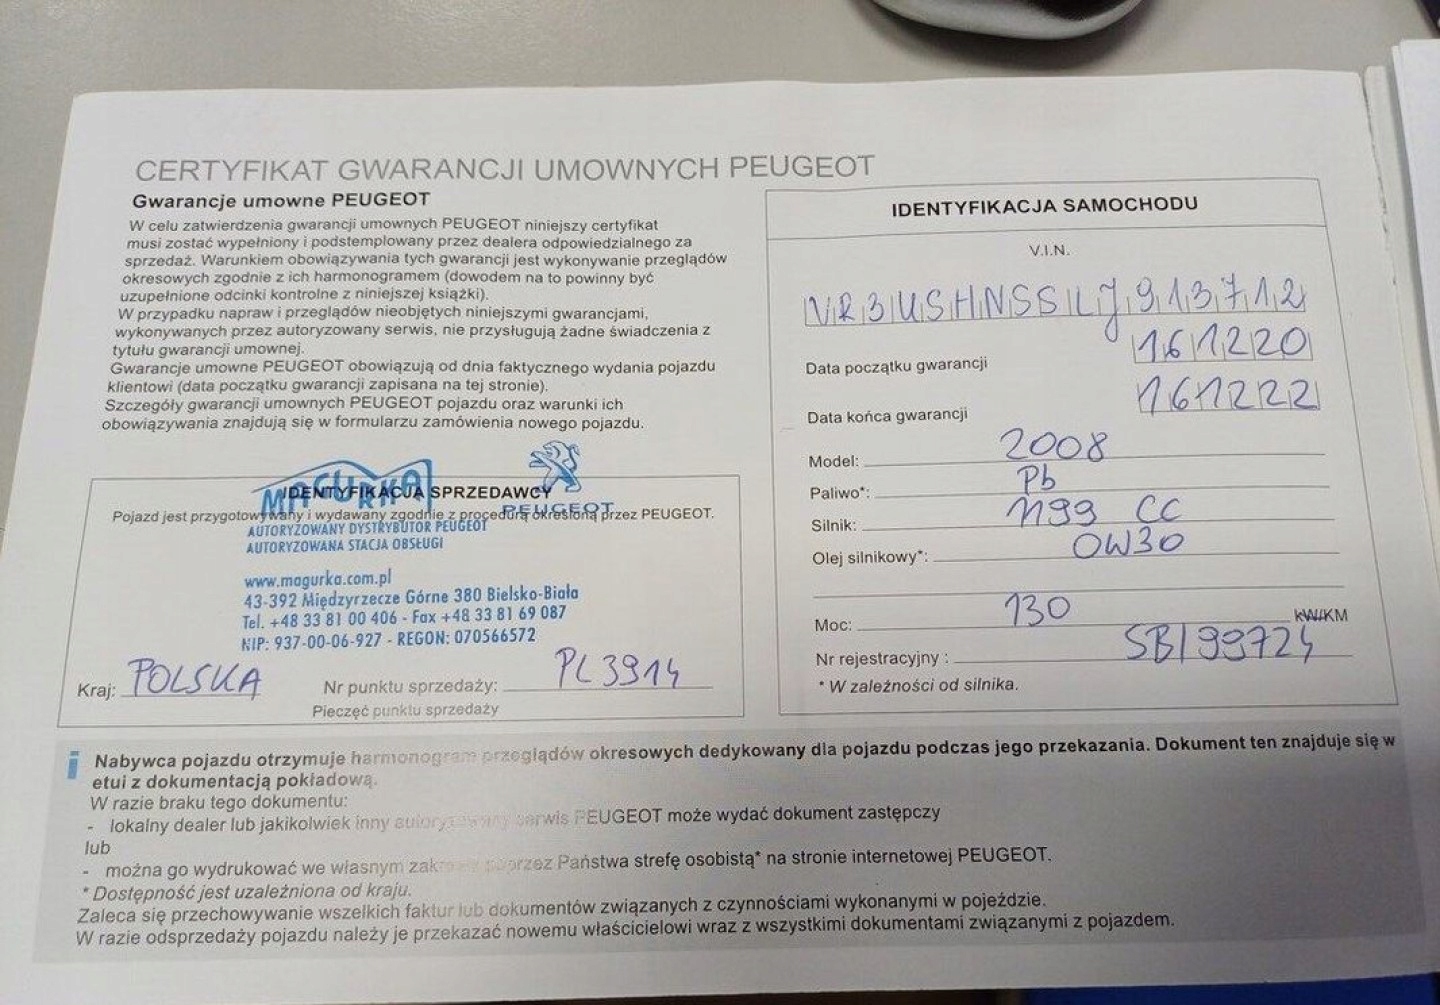 CERTYFIKAT GWARANCJI UMOWNYCH PEUGEOT
Gwarancje umowne PEUGEOT
W celu zatwierdzenia gwarancji umownych PEUGEOT niniejszy certyfikat
musi zostać wypełniony i podstemplowany przez dealera odpowiedzialnego za
sprzedaż. Warunkiem obowiązywania tych gwarancji jest wykonywanie przeglądów
okresowych zgodnie z ich harmonogramem (dowodem na to powinny być
uzupełnione odcinki kontrolne z niniejszej książki).
W przypadku napraw i przeglądów nieobjętych niniejszymi gwarancjami,
wykonywanych przez autoryzowany serwis, nie przysługują żadne świadczenia z
tytułu gwarancji umownej.
Gwarancje umowne PEUGEOT obowiązują od dnia faktycznego wydania pojazdu
klientowi (data początku gwarancji zapisana na tej stronie).
Szczegóły gwarancji umownych PEUGEOT pojazdu oraz warunki ich
obowiązywania znajdują się w formularzu zamówienia nowego pojazdu.
IDENTYFIKACJA SPRZEDAWCY
Pojazd jest przygotowywany i wydawany zgodnie z procedurą określoną przez PEUGEOT.
MAGURKA
PEUGEOT
AUTORYZOWANY DYSTRYBUTOR PEUGEOT
AUTORYZOWANA STACJA OBSŁUGI
www.magurka.com.pl
43-392 Międzyrzecze Górne 380 Bielsko-Biała
Tel. +48 33 81 00 406 - Fax +48 33 81 69 087
NIP: 937-00-06-927 - REGON: 070566572
Kraj: POLSKA Nr punktu sprzedaży: PL3914
Pieczęć punktu sprzedaży
IDENTYFIKACJA SAMOCHODU
V.I.N.
VR3USHNSSLJ913712
Data początku gwarancji 161220
Data końca gwarancji 161222
Model: 2008
Paliwo*: Pb
Silnik: 1199 CC
Olej silnikowy*: 0W30
Moc: 130 kW/KM
Nr rejestracyjny : SBI99724
* W zależności od silnika.
i Nabywca pojazdu otrzymuje harmonogram przeglądów okresowych dedykowany dla pojazdu podczas jego przekazania. Dokument ten znajduje się w
etui z dokumentacją pokładową.
W razie braku tego dokumentu:
- lokalny dealer lub jakikolwiek inny autoryzowany serwis PEUGEOT może wydać dokument zastępczy
lub
- można go wydrukować we własnym zakresie poprzez Państwa strefę osobistą* na stronie internetowej PEUGEOT.
* Dostępność jest uzależniona od kraju.
Zaleca się przechowywanie wszelkich faktur lub dokumentów związanych z czynnościami wykonanymi w pojeździe.
W razie odsprzedaży pojazdu należy je przekazać nowemu właścicielowi wraz z wszystkimi dokumentami związanymi z pojazdem.